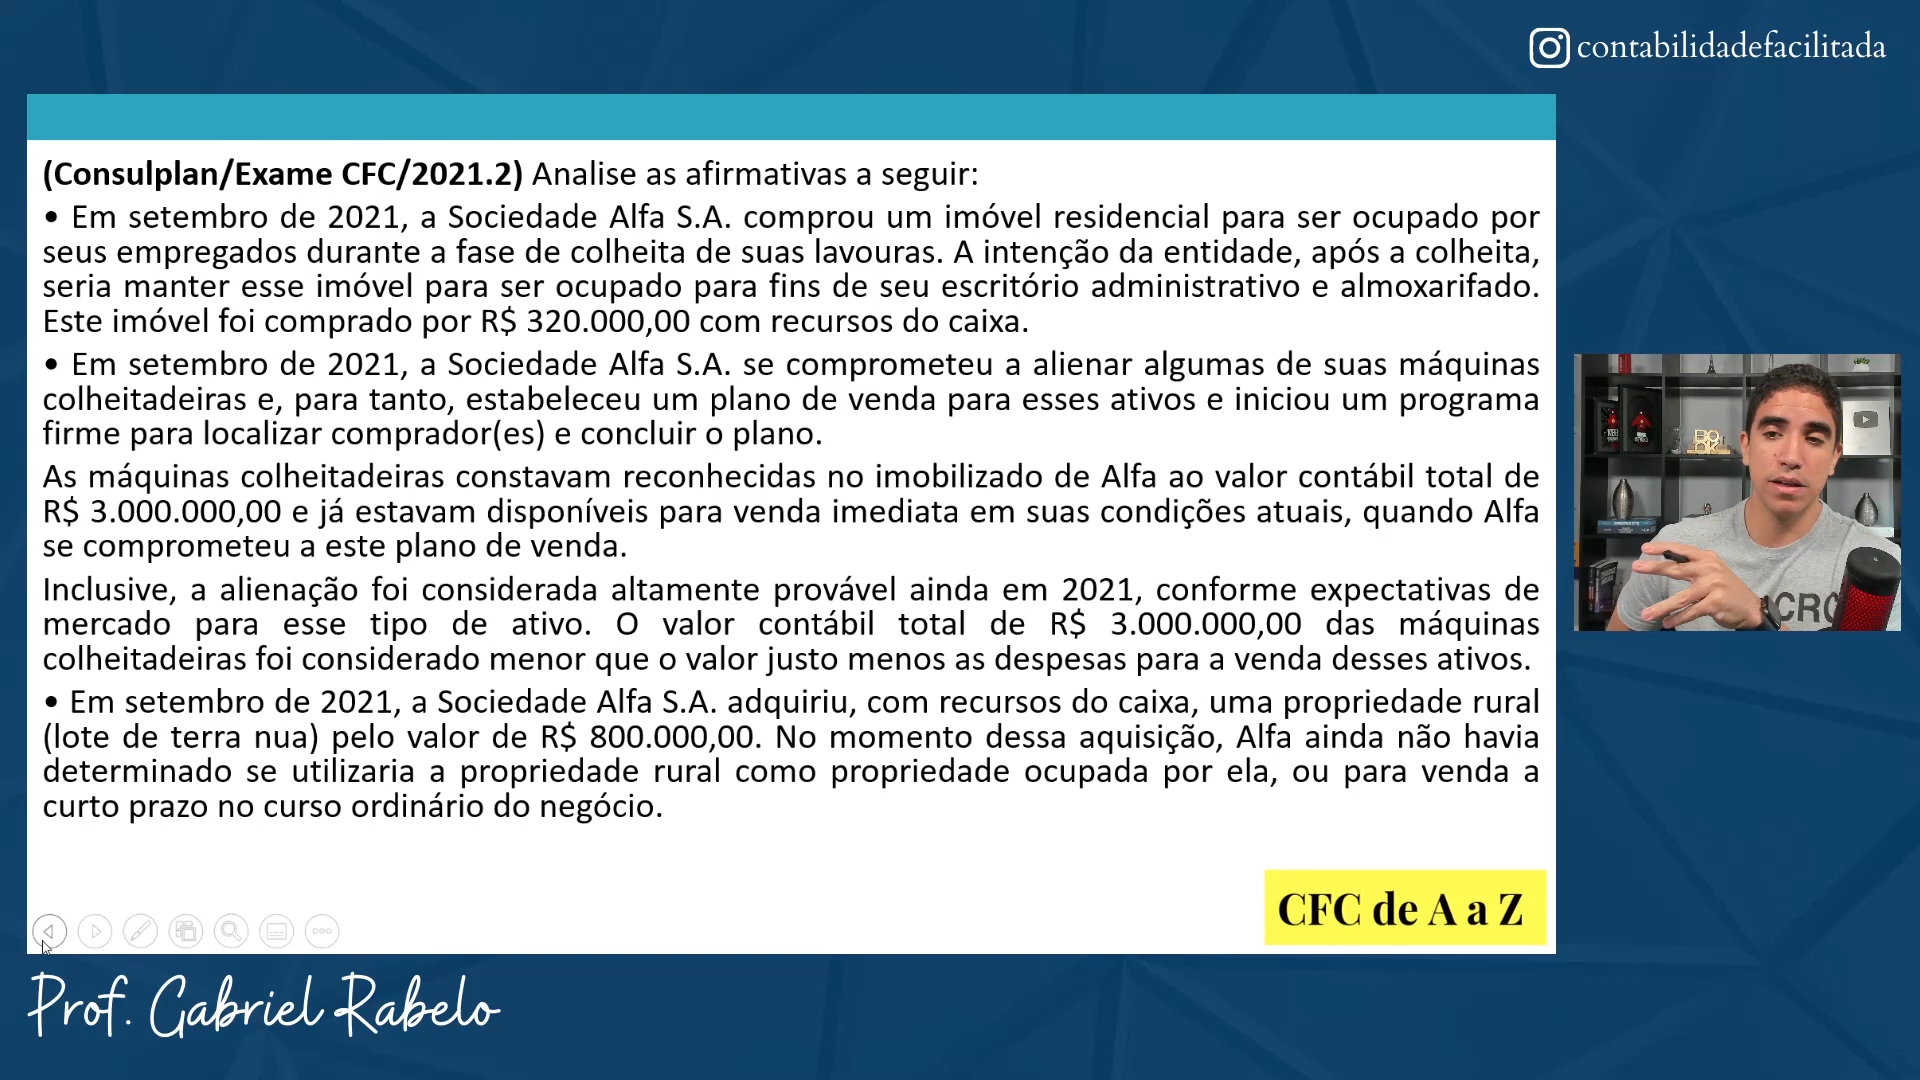 contabilidadefacilitada
(Consulplan/Exame CFC/2021.2) Analise as afirmativas a seguir:
• Em setembro de 2021, a Sociedade Alfa S.A. comprou um imóvel residencial para ser ocupado por
seus empregados durante a fase de colheita de suas lavouras. A intenção da entidade, após a colheita,
seria manter esse imóvel para ser ocupado para fins de seu escritório administrativo e almoxarifado.
Este imóvel foi comprado por R$ 320.000,00 com recursos do caixa.
• Em setembro de 2021, a Sociedade Alfa S.A. se comprometeu a alienar algumas de suas máquinas
colheitadeiras e, para tanto, estabeleceu um plano de venda para esses ativos e iniciou um programa
firme para localizar comprador(es) e concluir o plano.
As máquinas colheitadeiras constavam reconhecidas no imobilizado de Alfa ao valor contábil total de
R$ 3.000.000,00 e já estavam disponíveis para venda imediata em suas condições atuais, quando Alfa
se comprometeu a este plano de venda.
Inclusive, a alienação foi considerada altamente provável ainda em 2021, conforme expectativas de
mercado para esse tipo de ativo. O valor contábil total de R$ 3.000.000,00 das máquinas
colheitadeiras foi considerado menor que o valor justo menos as despesas para a venda desses ativos.
• Em setembro de 2021, a Sociedade Alfa S.A. adquiriu, com recursos do caixa, uma propriedade rural
(lote de terra nua) pelo valor de R$ 800.000,00. No momento dessa aquisição, Alfa ainda não havia
determinado se utilizaria a propriedade rural como propriedade ocupada por ela, ou para venda a
curto prazo no curso ordinário do negócio.
CFC de A a Z
Prof. Gabriel Rabelo